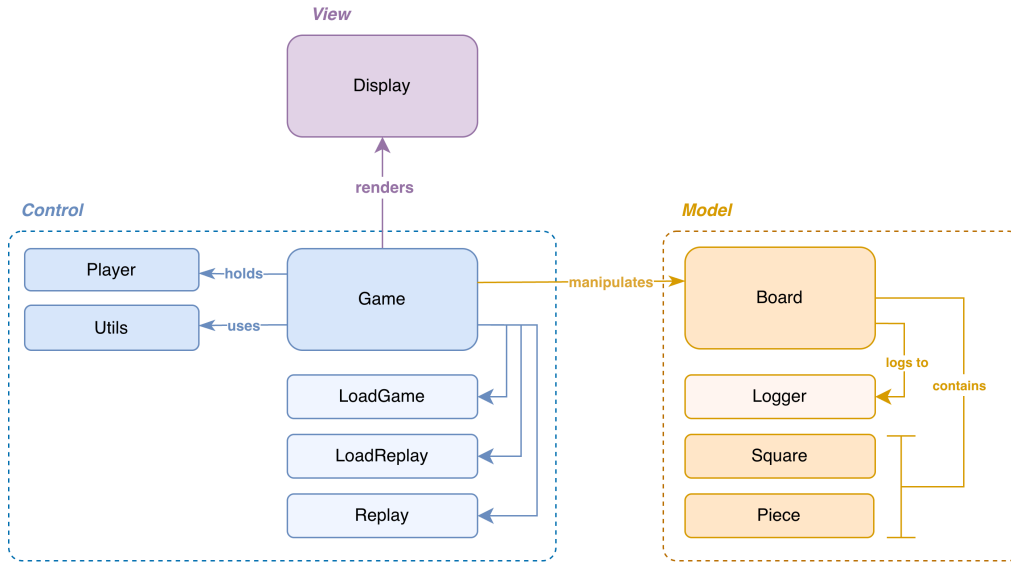 View
Display
renders
Control
Model
Player
holds
Game
manipulates
Board
Utils
uses
logs to
LoadGame
Logger
contains
LoadReplay
Square
Replay
Piece